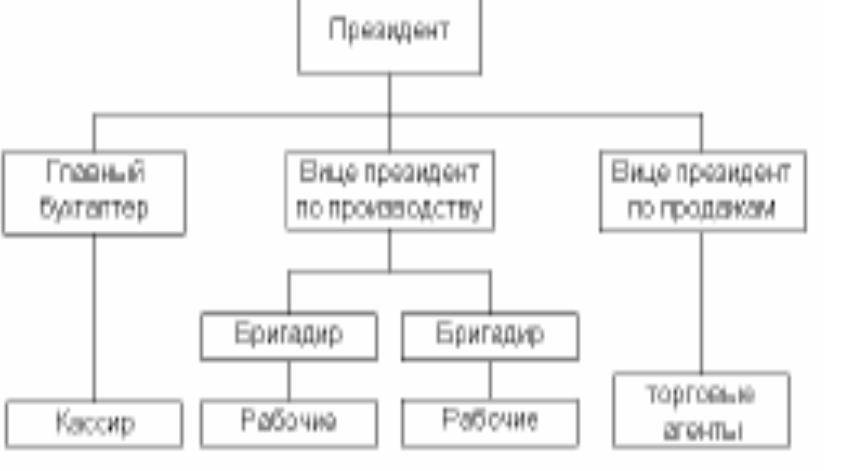 Президент
Главный
бухгалтер
Вице президент
по производству
Вице президент
по продажам
Бригадир
Бригадир
Кассир
Рабочие
Рабочие
торговые
агенты